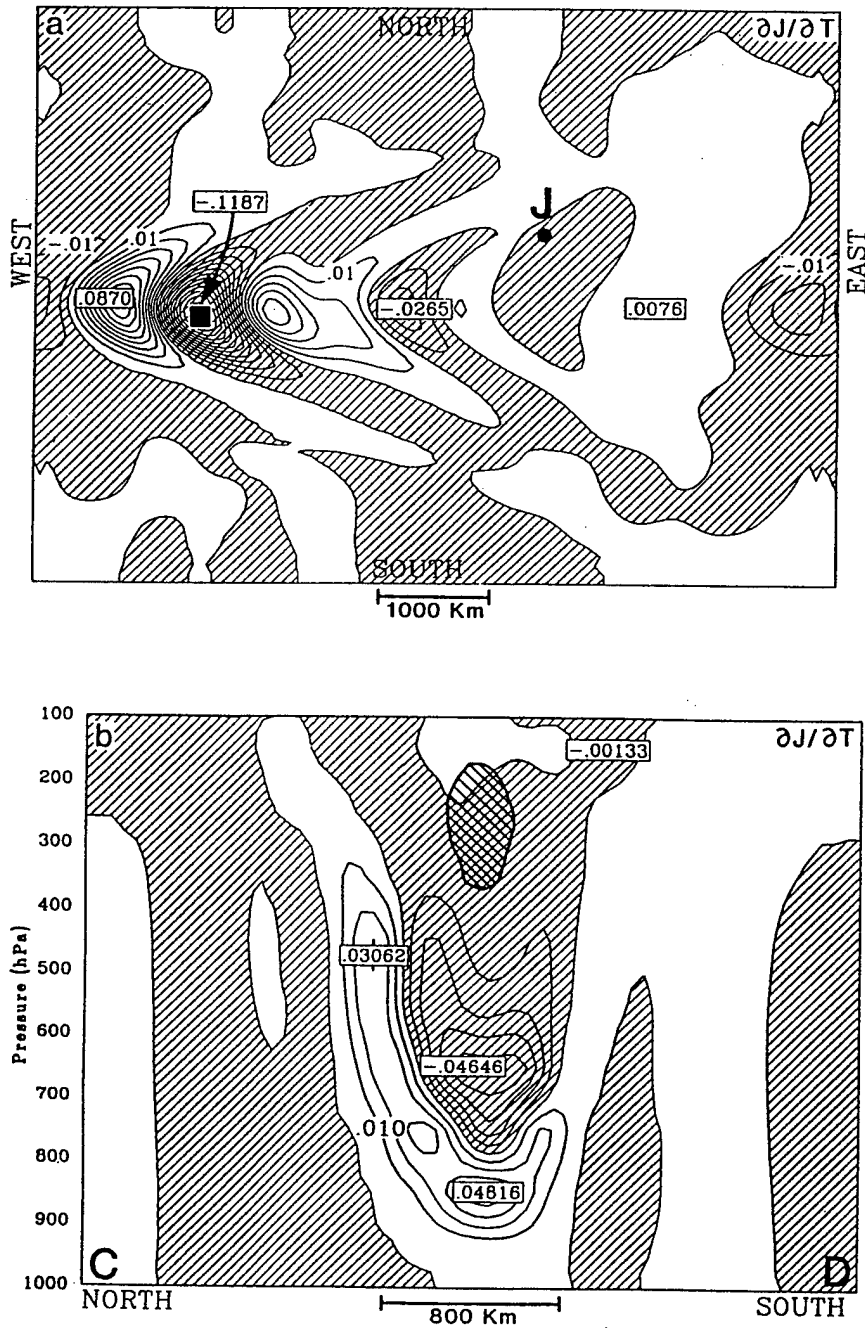 a
NORTH
∂J/∂T
-.1187
J
WEST
-.01
.01
.01
-.01
EAST
.0870
-.0265
.0076
SOUTH
1000 Km
100
b
∂J/∂T
-.00133
200
300
400
.03062
500
Pressure (hPa)
600
-.04646
700
.010
800
.04816
900
C
D
1000
NORTH
800 Km
SOUTH